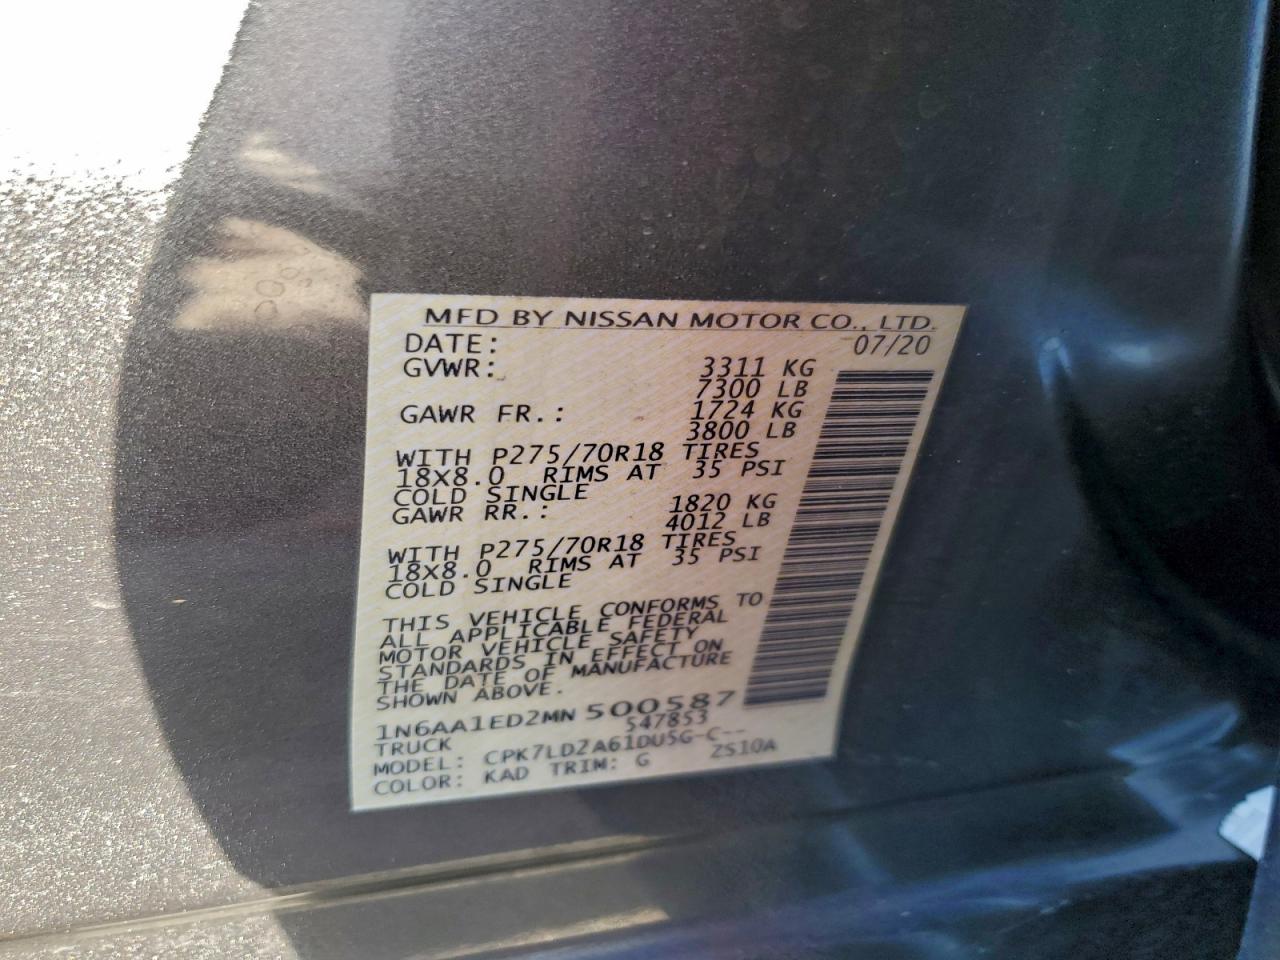 MFD BY NISSAN MOTOR CO., LTD.
DATE: 07/20
GVWR: 3311 KG
7300 LB
GAWR FR.: 1724 KG
3800 LB
WITH P275/70R18 TIRES
18X8.0 RIMS AT 35 PSI
COLD SINGLE
GAWR RR.: 1820 KG
4012 LB
WITH P275/70R18 TIRES
18X8.0 RIMS AT 35 PSI
COLD SINGLE
THIS VEHICLE CONFORMS TO
ALL APPLICABLE FEDERAL
MOTOR VEHICLE SAFETY
STANDARDS IN EFFECT ON
THE DATE OF MANUFACTURE
SHOWN ABOVE.
1N6AA1ED2MN500587
TRUCK 547853
MODEL: CPK7LDZA61DU5G-C--
COLOR: KAD TRIM: G ZS10A